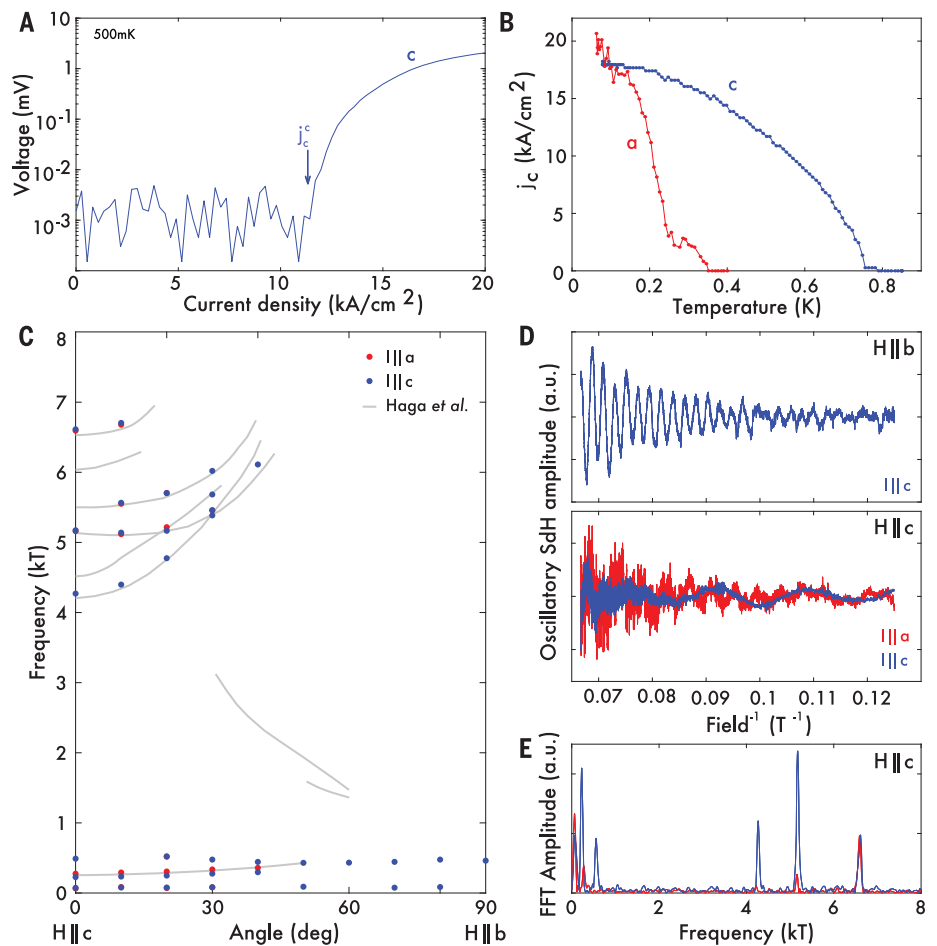 A
500mK
c
j_c^c
Voltage (mV)
10
1
10^-1
10^-2
10^-3
0
5
10
15
20
Current density (kA/cm^2)
B
j_c (kA/cm^2)
20
15
10
5
0
a
c
0.2
0.4
0.6
0.8
Temperature (K)
C
Frequency (kT)
8
7
6
5
4
3
2
1
0
I||a
I||c
Haga et al.
0
30
60
90
H||c
Angle (deg)
H||b
D
Oscillatory SdH amplitude (a.u.)
H||b
I||c
H||c
I||a
I||c
0.07
0.08
0.09
0.1
0.11
0.12
Field^-1 (T^-1)
E
FFT Amplitude (a.u.)
H||c
0
2
4
6
8
Frequency (kT)